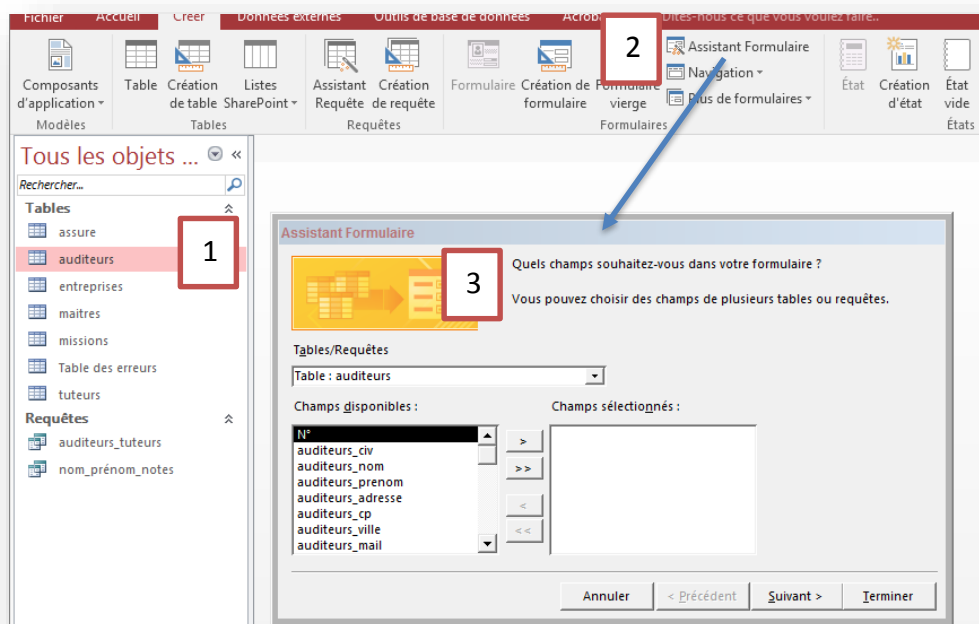 Fichier Accueil Créer Données externes Outils de base de données Acroba Dites-nous ce que vous voulez faire..
Composants d'application
Table
Création de table
Listes SharePoint
Assistant Requête
Création de requête
Formulaire
Création de formulaire
Formulaire vierge
2
Assistant Formulaire
Navigation
Plus de formulaires
État
Création d'état
État vide
Modèles Tables Requêtes Formulaires États
Tous les objets ... «
Rechercher...
Tables
assure
auditeurs
1
entreprises
maitres
missions
Table des erreurs
tuteurs
Requêtes
auditeurs_tuteurs
nom_prénom_notes
Assistant Formulaire
3
Quels champs souhaitez-vous dans votre formulaire ?
Vous pouvez choisir des champs de plusieurs tables ou requêtes.
Tables/Requêtes
Table : auditeurs
Champs disponibles :
Champs sélectionnés :
N°
auditeurs_civ
auditeurs_nom
auditeurs_prenom
auditeurs_adresse
auditeurs_cp
auditeurs_ville
auditeurs_mail
>
>>
<
<<
Annuler < Précédent Suivant > Terminer